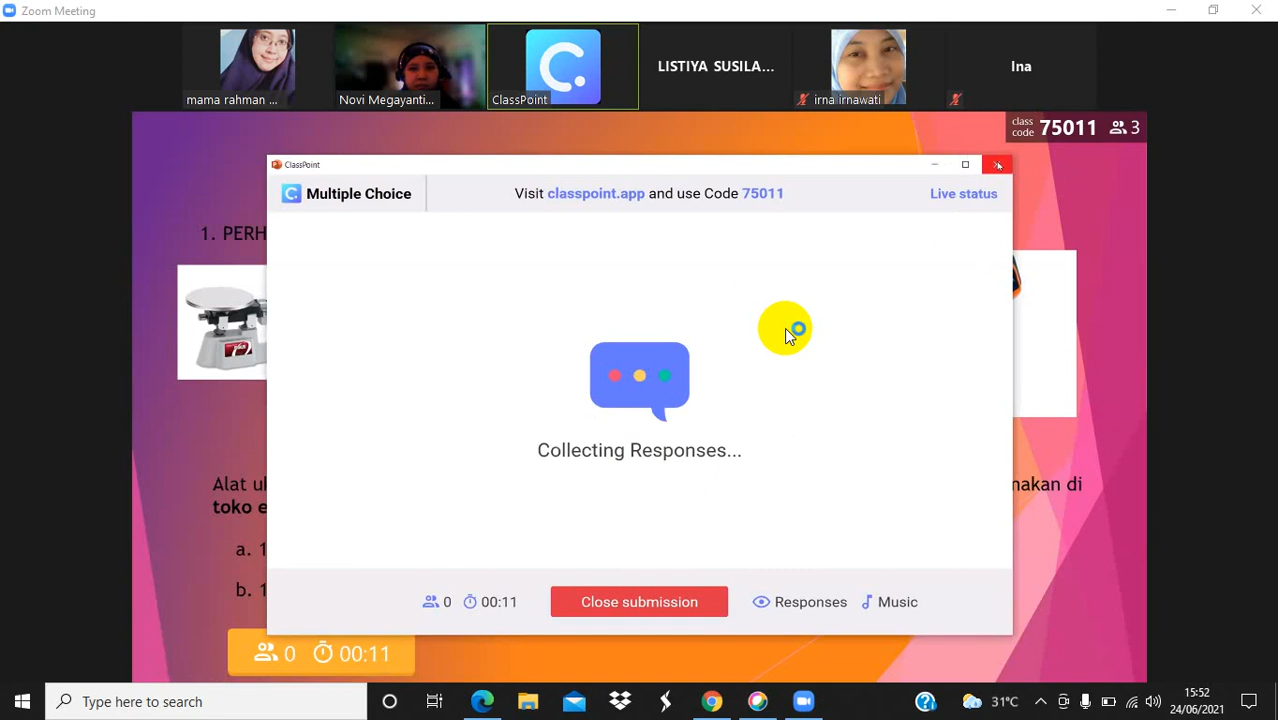 Zoom Meeting
mama rahman ...
Novi Megayanti...
ClassPoint
LISTIYA SUSILA...
irna irnawati
Ina
class code 75011 3
ClassPoint
Multiple Choice
Visit classpoint.app and use Code 75011
Live status
1. PERH
Collecting Responses...
Alat uk
nakan di
toko e
a. 1
b. 1
0 00:11
Close submission
Responses
Music
0 00:11
Type here to search
31°C
15:52
24/06/2021